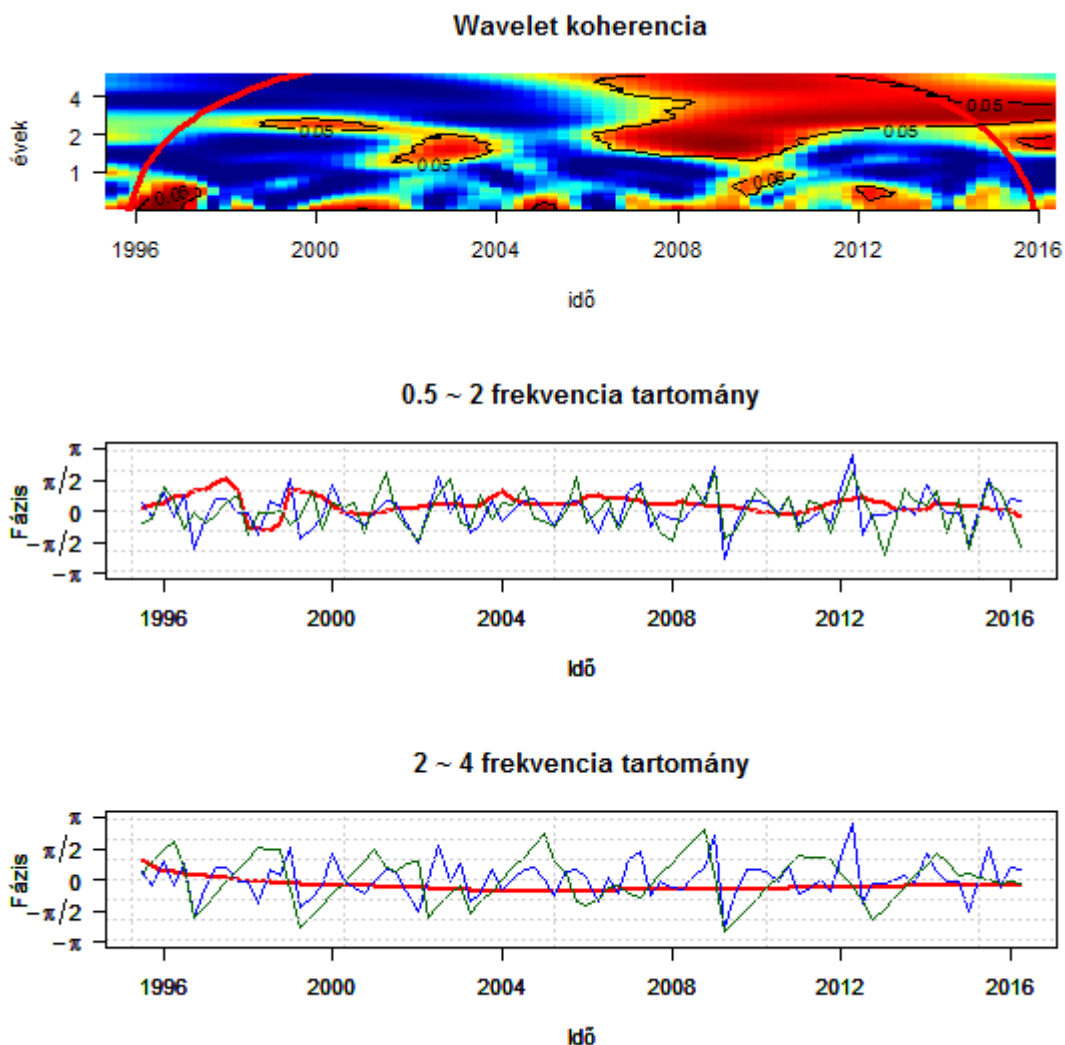 Wavelet koherencia
évek
4
2
1
0.05
0.05
0.05
0.05
0.05
0.05
1996 2000 2004 2008 2012 2016
idő
0.5 ~ 2 frekvencia tartomány
Fázis
π
π/2
0
−π/2
−π
1996 2000 2004 2008 2012 2016
Idő
2 ~ 4 frekvencia tartomány
Fázis
π
π/2
0
−π/2
−π
1996 2000 2004 2008 2012 2016
Idő